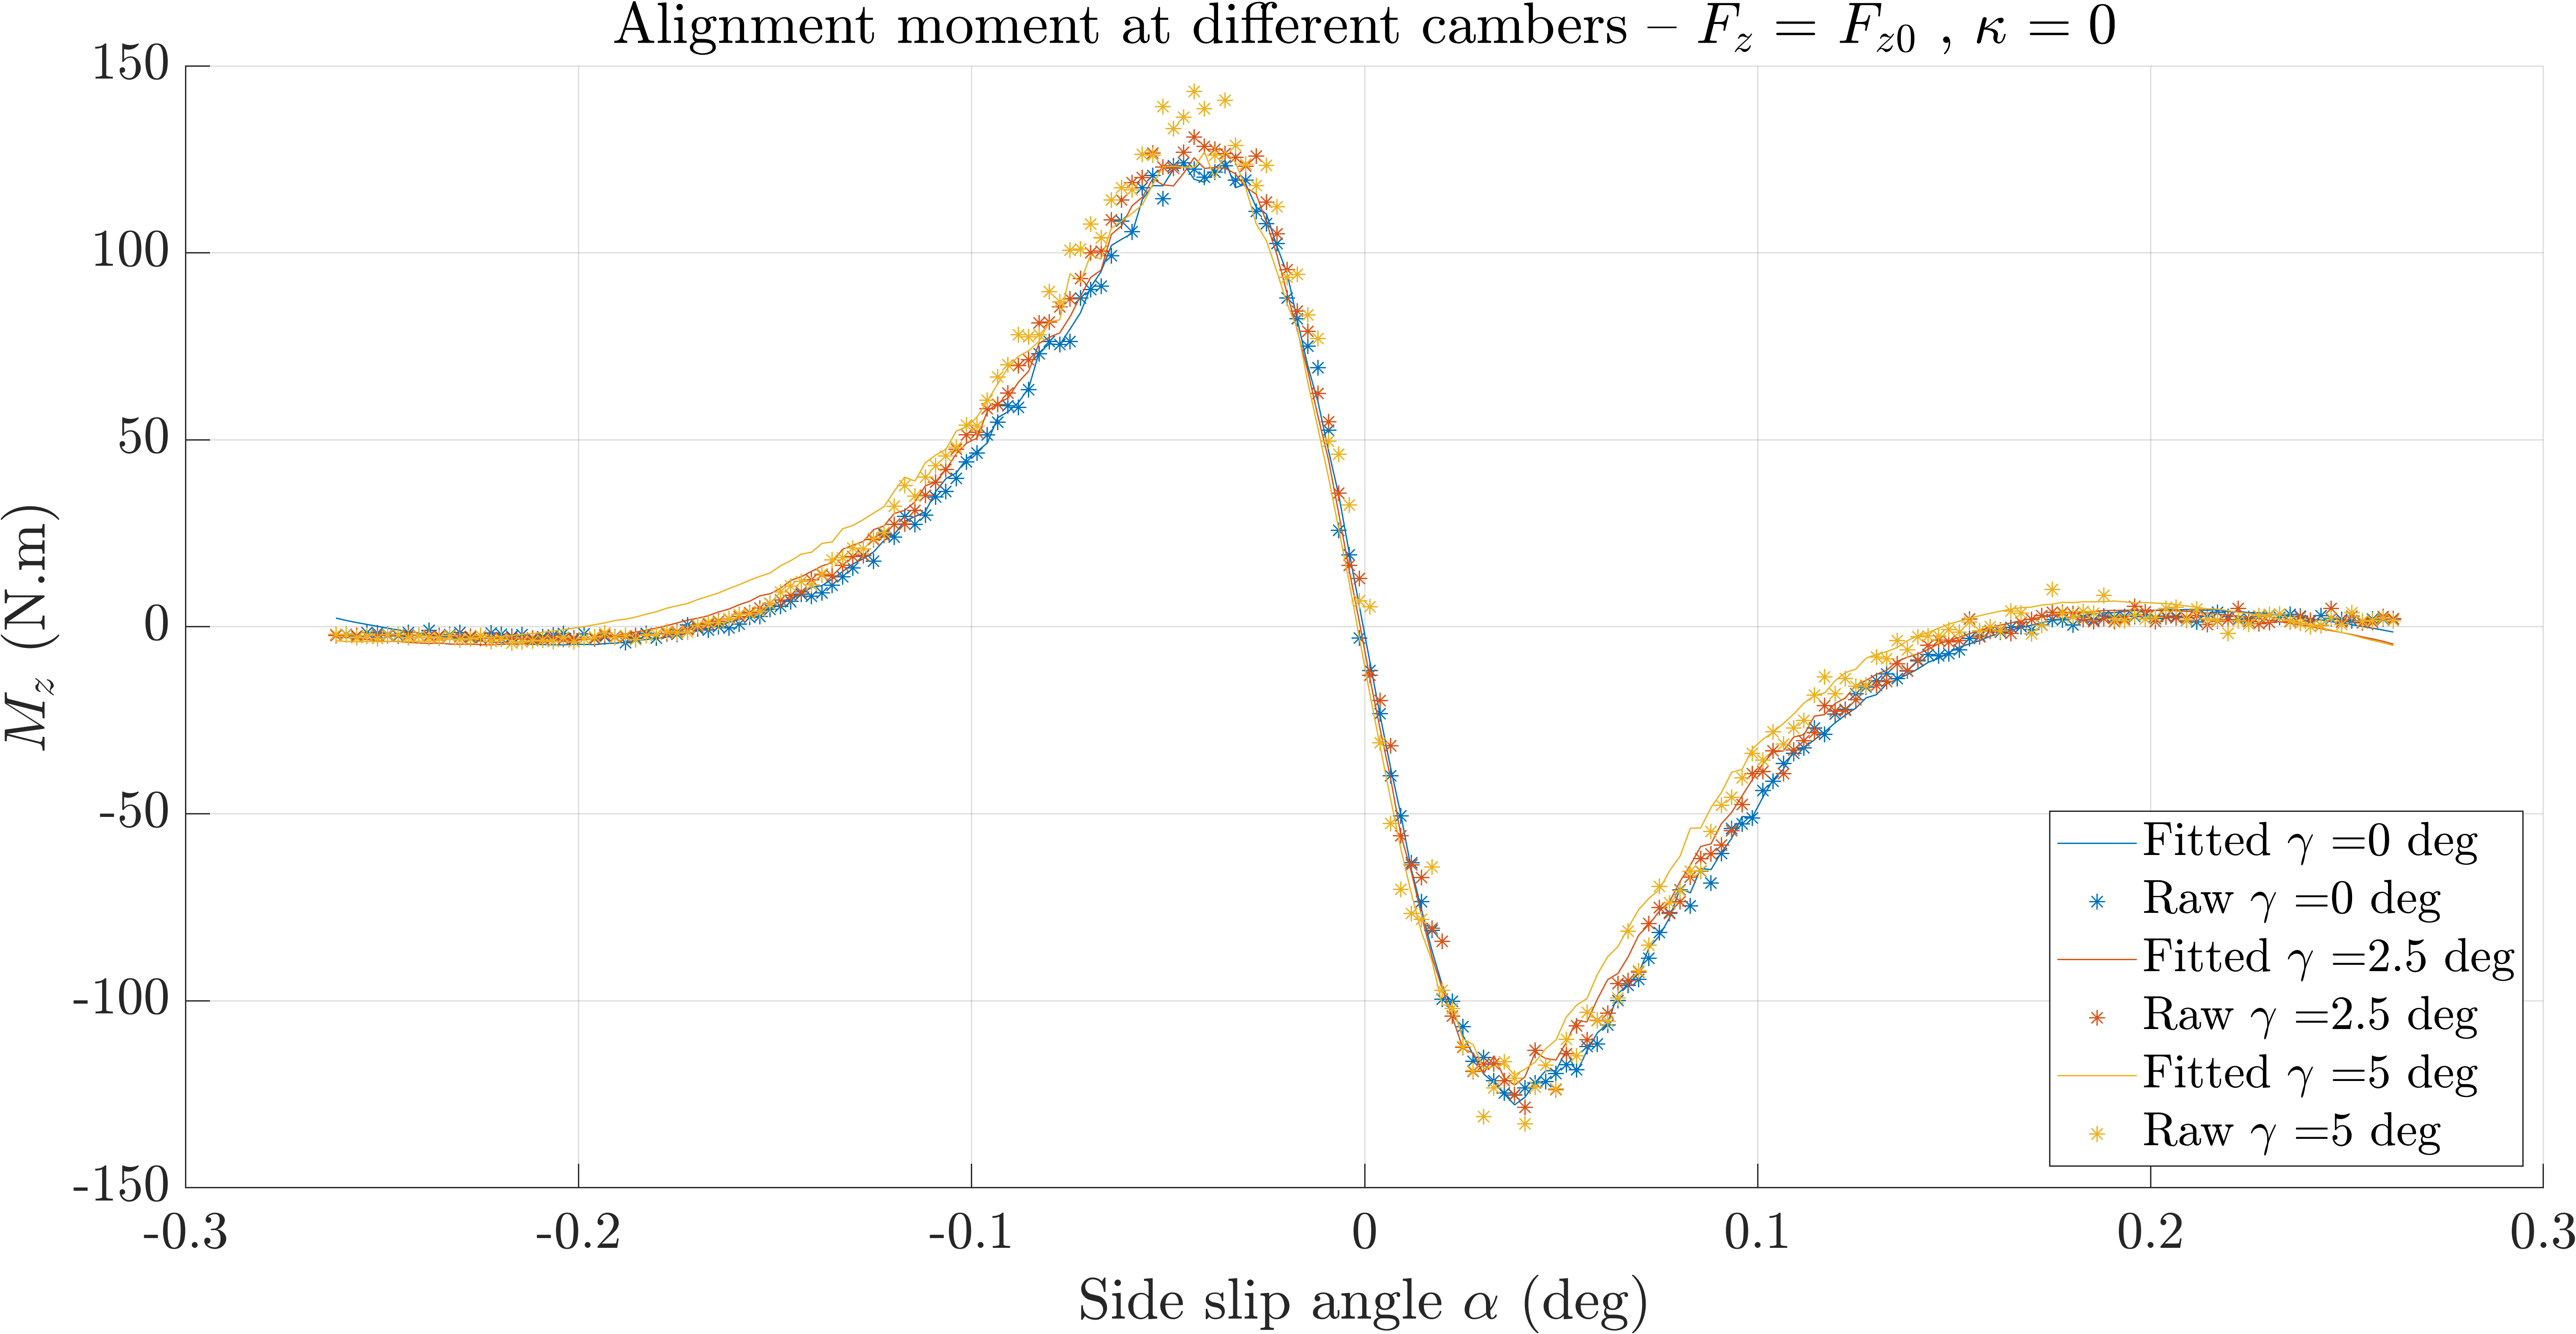 Alignment moment at different cambers – F_z = F_{z0} , κ = 0
150
100
50
0
-50
-100
-150
M_z (N.m)
-0.3 -0.2 -0.1 0 0.1 0.2 0.3
Side slip angle α (deg)
Fitted γ =0 deg
Raw γ =0 deg
Fitted γ =2.5 deg
Raw γ =2.5 deg
Fitted γ =5 deg
Raw γ =5 deg